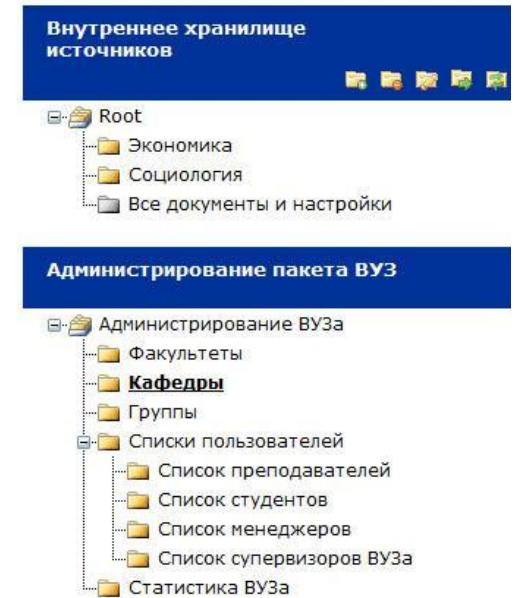 Внутреннее хранилище
источников
Root
Экономика
Социология
Все документы и настройки
Администрирование пакета ВУЗ
Администрирование ВУЗа
Факультеты
Кафедры
Группы
Списки пользователей
Список преподавателей
Список студентов
Список менеджеров
Список супервизоров ВУЗа
Статистика ВУЗа